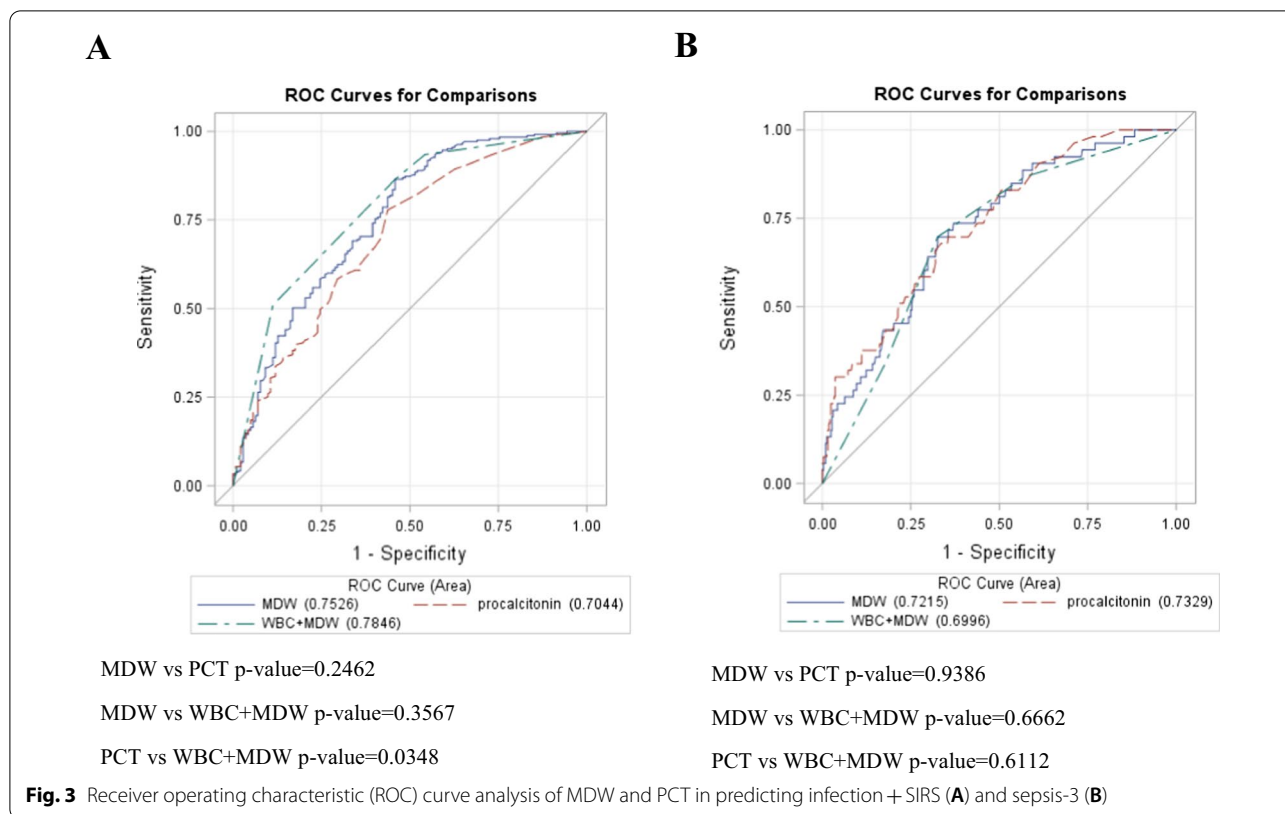 A
ROC Curves for Comparisons
1.00
0.75
0.50
0.25
0.00
Sensitivity
0.00 0.25 0.50 0.75 1.00
1 - Specificity
ROC Curve (Area)
MDW (0.7526) procalcitonin (0.7044)
WBC+MDW (0.7846)
MDW vs PCT p-value=0.2462
MDW vs WBC+MDW p-value=0.3567
PCT vs WBC+MDW p-value=0.0348
B
ROC Curves for Comparisons
1.00
0.75
0.50
0.25
0.00
Sensitivity
0.00 0.25 0.50 0.75 1.00
1 - Specificity
ROC Curve (Area)
MDW (0.7215) procalcitonin (0.7329)
WBC+MDW (0.6996)
MDW vs PCT p-value=0.9386
MDW vs WBC+MDW p-value=0.6662
PCT vs WBC+MDW p-value=0.6112
Fig. 3 Receiver operating characteristic (ROC) curve analysis of MDW and PCT in predicting infection + SIRS (A) and sepsis-3 (B)